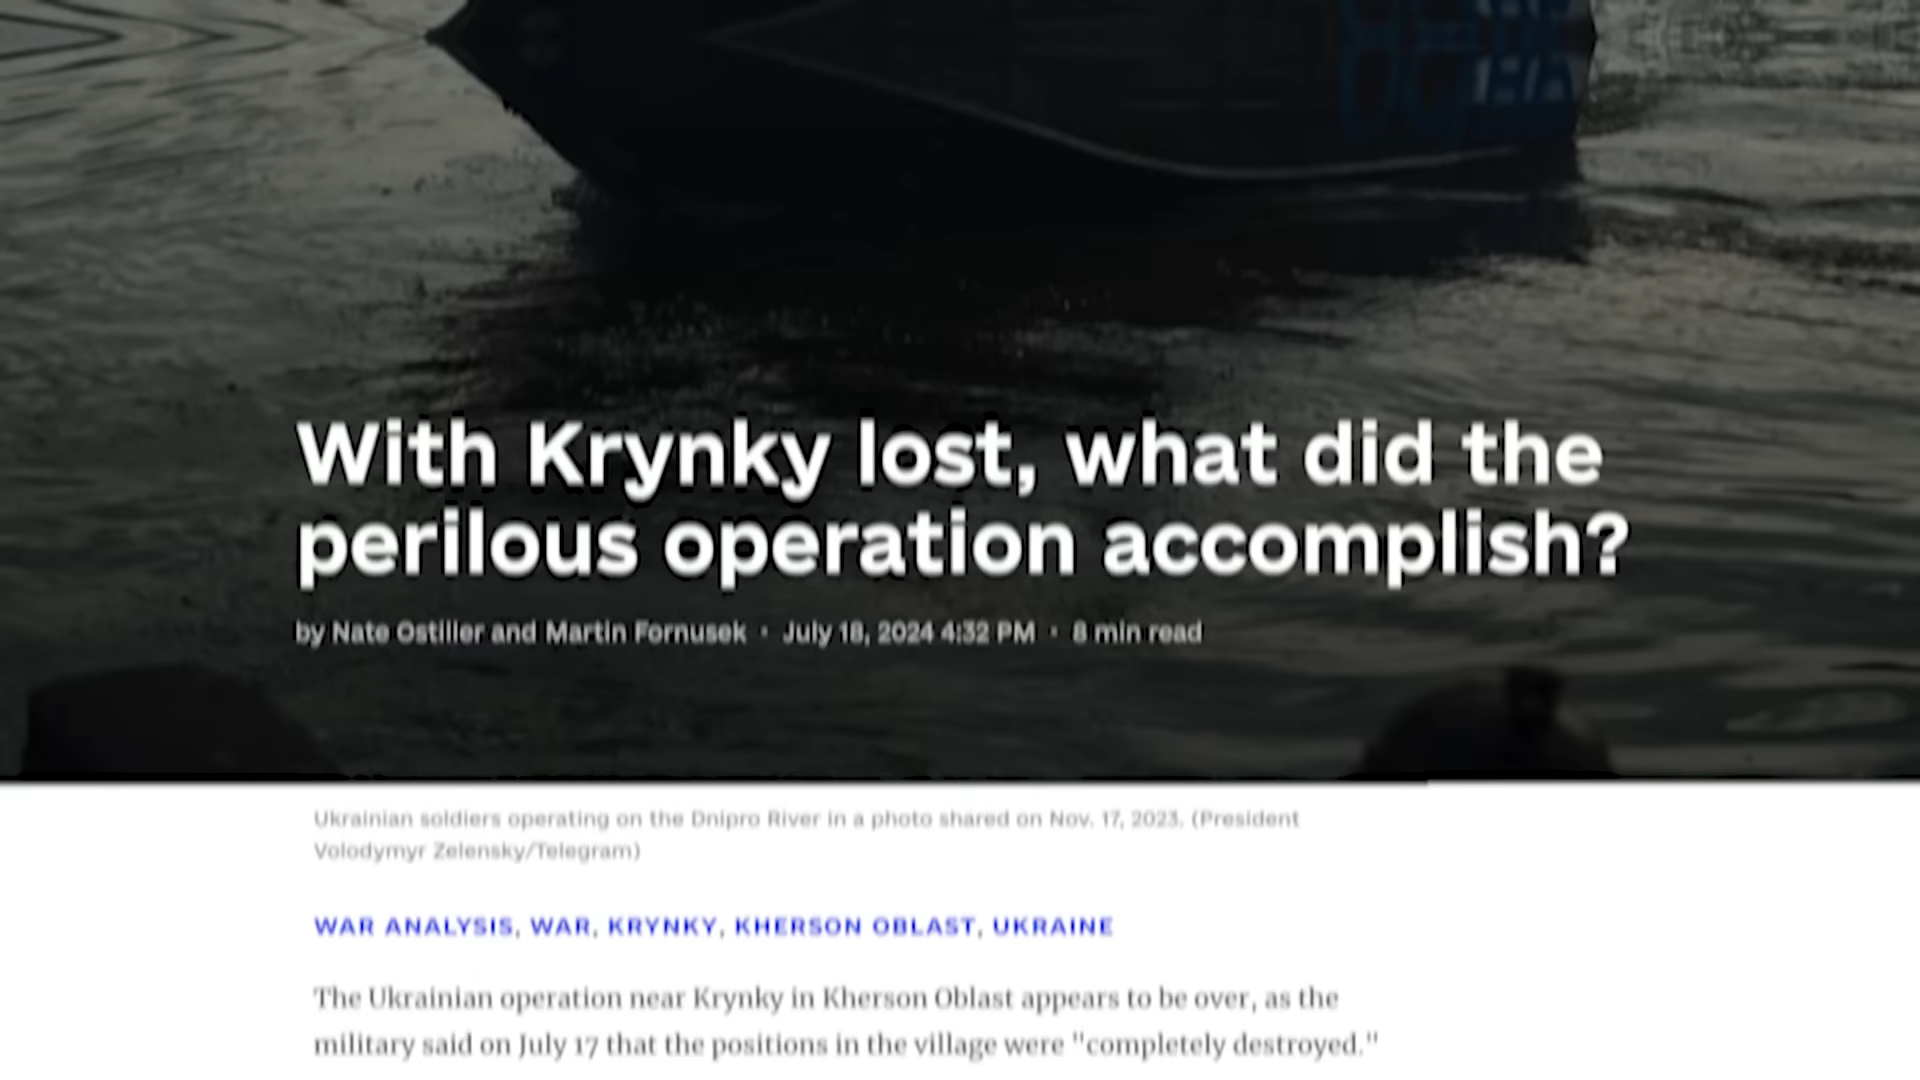 With Krynky lost, what did the
perilous operation accomplish?
by Nate Ostiller and Martin Fornusek · July 18, 2024 4:32 PM · 8 min read
Ukrainian soldiers operating on the Dnipro River in a photo shared on Nov. 17, 2023. (President
Volodymyr Zelensky/Telegram)
WAR ANALYSIS, WAR, KRYNKY, KHERSON OBLAST, UKRAINE
The Ukrainian operation near Krynky in Kherson Oblast appears to be over, as the
military said on July 17 that the positions in the village were "completely destroyed."